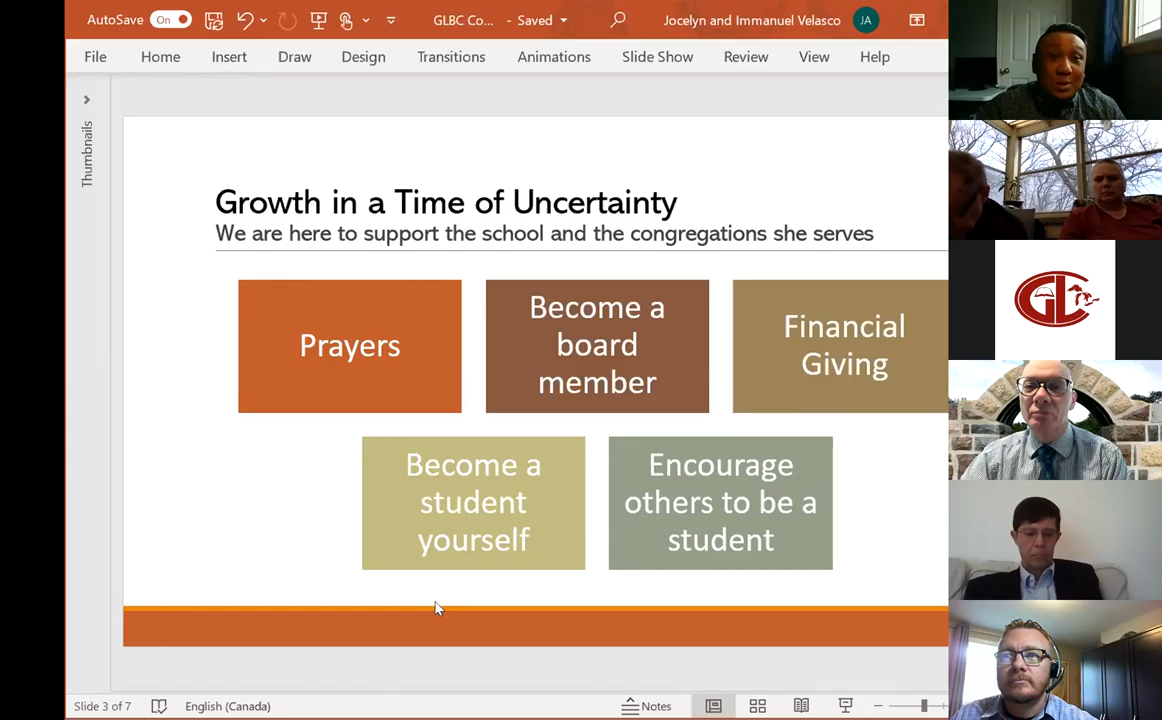 AutoSave On GLBC Co... - Saved Jocelyn and Immanuel Velasco JA
File Home Insert Draw Design Transitions Animations Slide Show Review View Help
Thumbnails
Growth in a Time of Uncertainty
We are here to support the school and the congregations she serves
Prayers
Become a
board
member
Financial
Giving
Become a
student
yourself
Encourage
others to be a
student
GLC
Slide 3 of 7 English (Canada) Notes